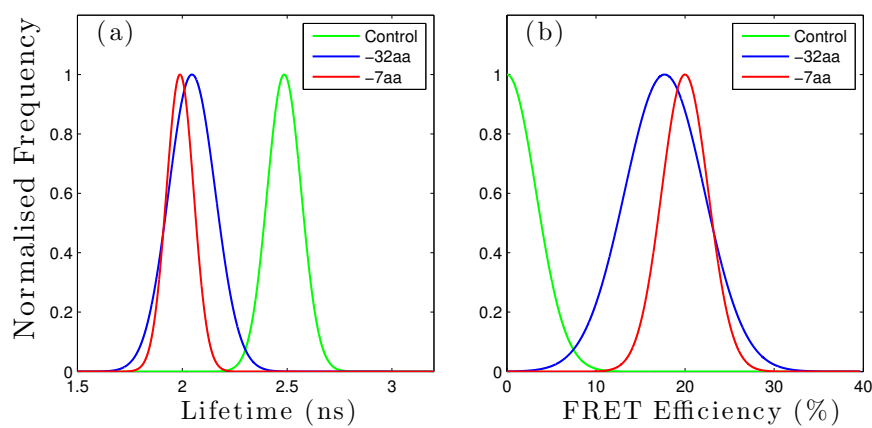 (a)
Control
−32aa
−7aa
Normalised Frequency
1
0.8
0.6
0.4
0.2
0
1.5 2 2.5 3
Lifetime (ns)
(b)
Control
−32aa
−7aa
1
0.8
0.6
0.4
0.2
0
0 10 20 30 40
FRET Efficiency (%)